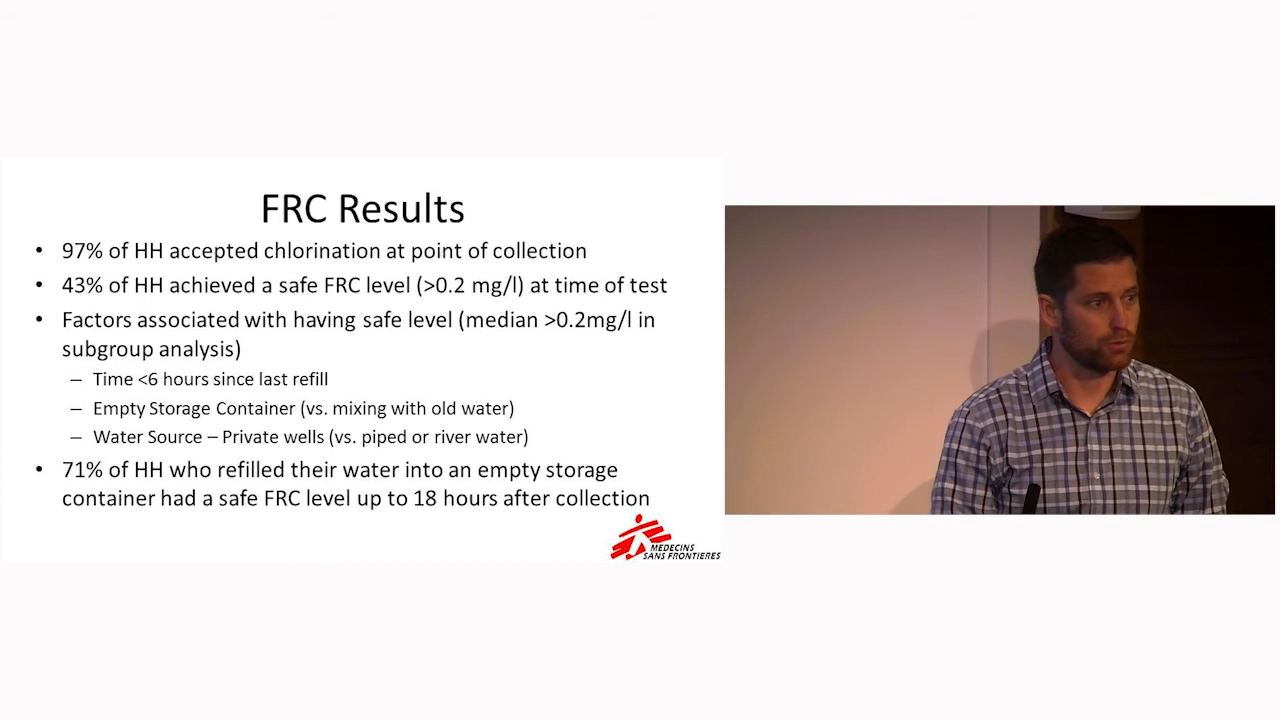 FRC Results
• 97% of HH accepted chlorination at point of collection
• 43% of HH achieved a safe FRC level (>0.2 mg/l) at time of test
• Factors associated with having safe level (median >0.2mg/l in
subgroup analysis)
– Time <6 hours since last refill
– Empty Storage Container (vs. mixing with old water)
– Water Source – Private wells (vs. piped or river water)
• 71% of HH who refilled their water into an empty storage
container had a safe FRC level up to 18 hours after collection
MEDECINS
SANS FRONTIERES